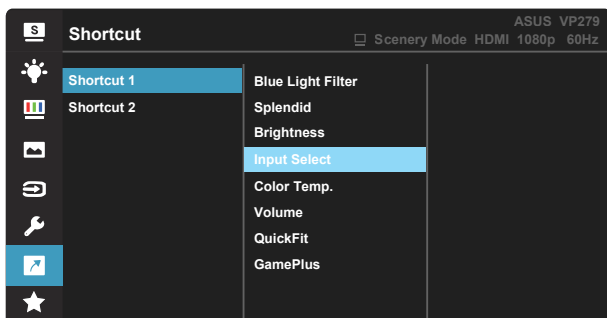 S
Shortcut
ASUS VP279
Scenery Mode HDMI 1080p 60Hz
Shortcut 1
Shortcut 2
Blue Light Filter
Splendid
Brightness
Input Select
Color Temp.
Volume
QuickFit
GamePlus